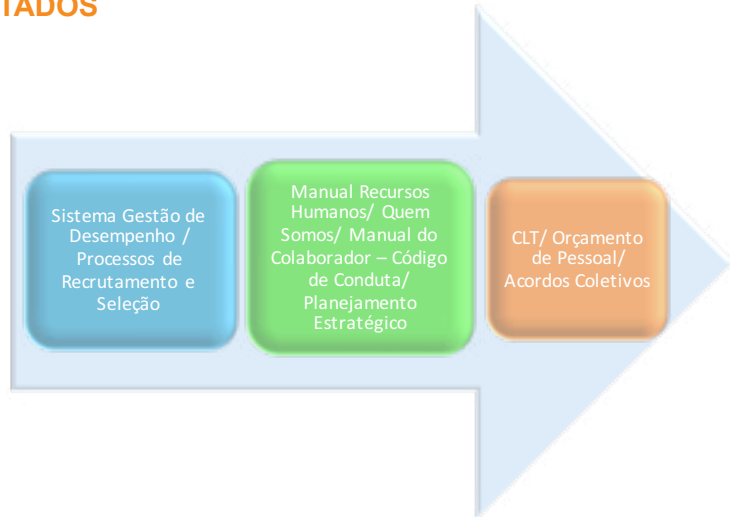 TADOS
Sistema Gestão de
Desempenho /
Processos de
Recrutamento e
Seleção
Manual Recursos
Humanos/ Quem
Somos/ Manual do
Colaborador – Código
de Conduta/
Planejamento
Estratégico
CLT/ Orçamento
de Pessoal/
Acordos Coletivos